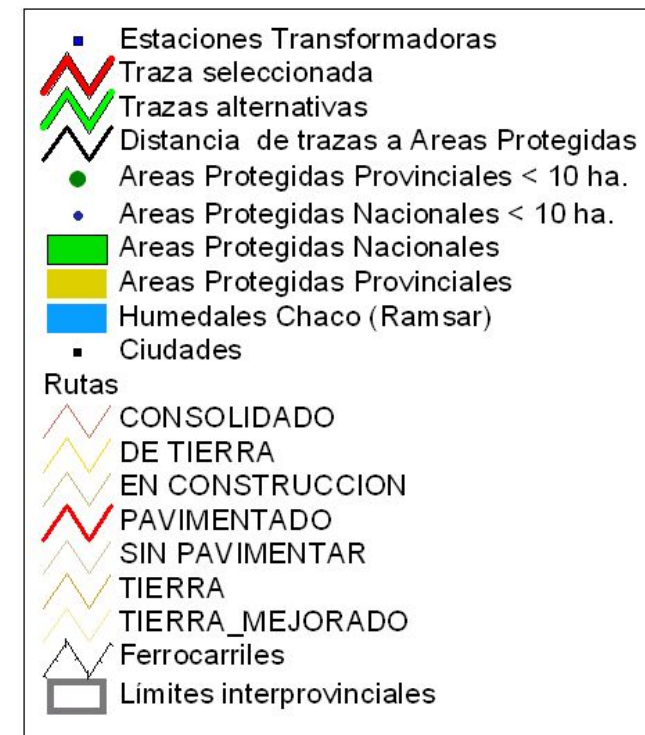 Estaciones Transformadoras
Traza seleccionada
Trazas alternativas
Distancia de trazas a Areas Protegidas
Areas Protegidas Provinciales < 10 ha.
Areas Protegidas Nacionales < 10 ha.
Areas Protegidas Nacionales
Areas Protegidas Provinciales
Humedales Chaco (Ramsar)
Ciudades
Rutas
CONSOLIDADO
DE TIERRA
EN CONSTRUCCION
PAVIMENTADO
SIN PAVIMENTAR
TIERRA
TIERRA_MEJORADO
Ferrocarriles
Límites interprovinciales